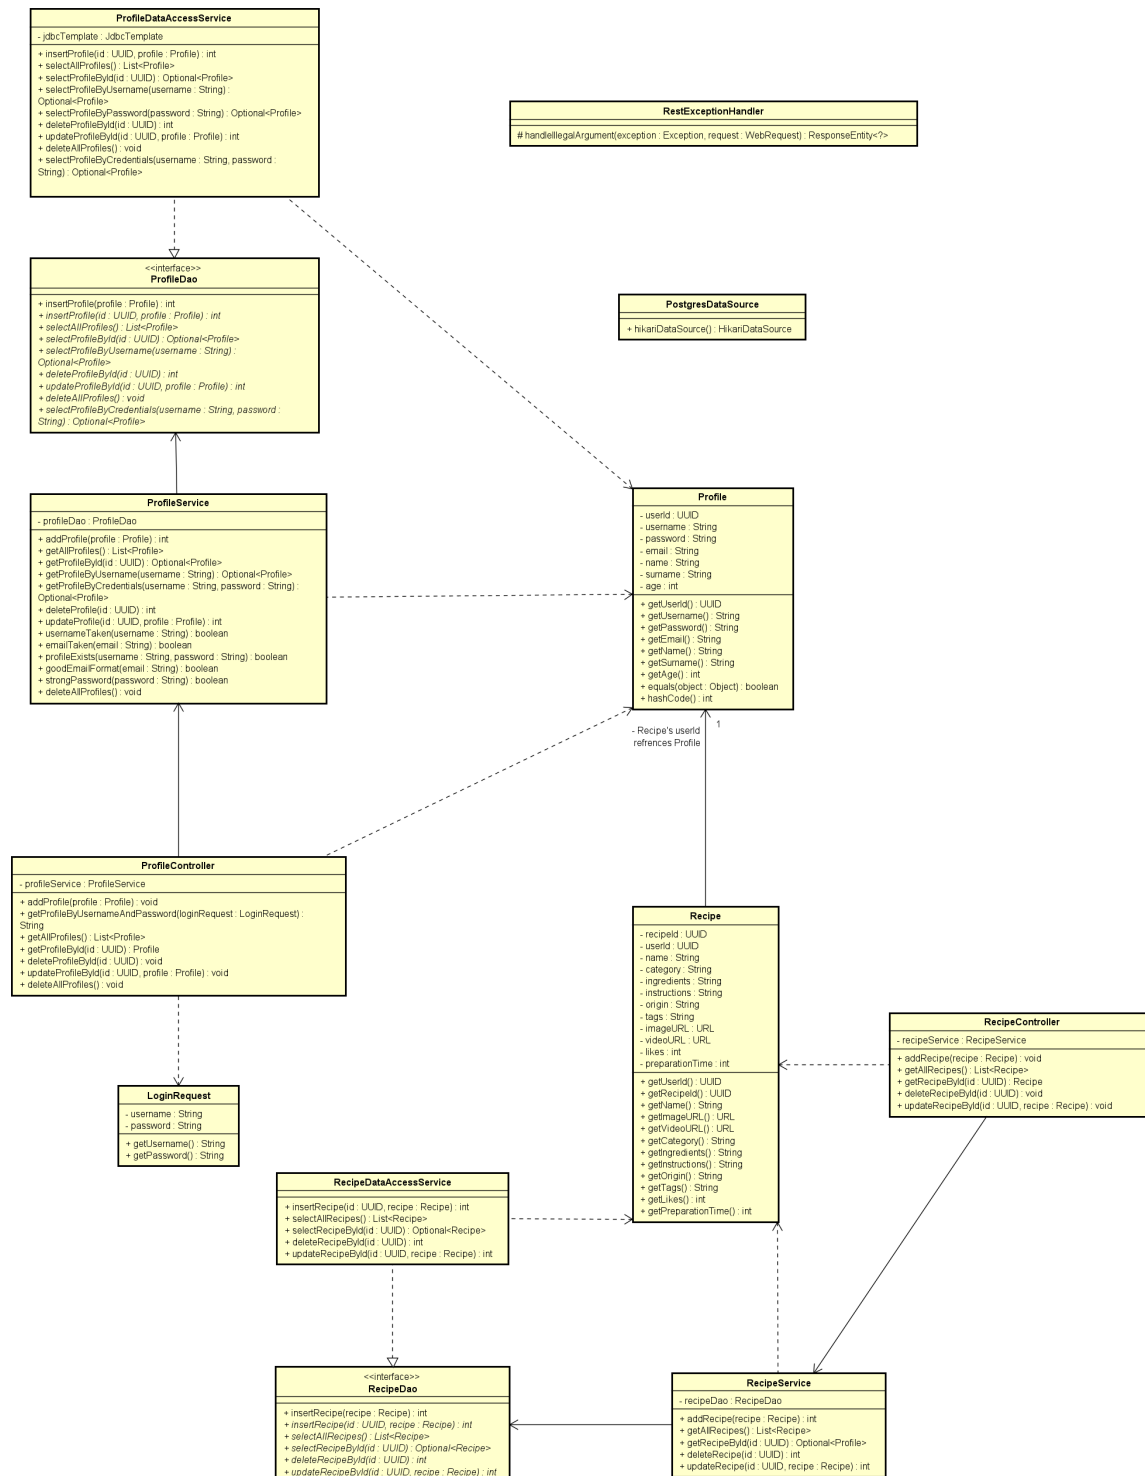 ProfileDataAccessService
- jdbcTemplate : JdbcTemplate
+ insertProfile(id : UUID, profile : Profile) : int
+ selectAllProfiles() : List<Profile>
+ selectProfileById(id : UUID) : Optional<Profile>
+ selectProfileByUsername(username : String) :
Optional<Profile>
+ selectProfileByPassword(password : String) : Optional<Profile>
+ deleteProfileById(id : UUID) : int
+ updateProfileById(id : UUID, profile : Profile) : int
+ deleteAllProfiles() : void
+ selectProfileByCredentials(username : String, password :
String) : Optional<Profile>
RestExceptionHandler
# handleIllegalArgument(exception : Exception, request : WebRequest) : ResponseEntity<?>
<<interface>>
ProfileDao
+ insertProfile(profile : Profile) : int
+ insertProfile(id : UUID, profile : Profile) : int
+ selectAllProfiles() : List<Profile>
+ selectProfileById(id : UUID) : Optional<Profile>
+ selectProfileByUsername(username : String) :
Optional<Profile>
+ deleteProfileById(id : UUID) : int
+ updateProfileById(id : UUID, profile : Profile) : int
+ deleteAllProfiles() : void
+ selectProfileByCredentials(username : String, password :
String) : Optional<Profile>
PostgresDataSource
+ hikariDataSource() : HikariDataSource
ProfileService
- profileDao : ProfileDao
+ addProfile(profile : Profile) : int
+ getAllProfiles() : List<Profile>
+ getProfileById(id : UUID) : Optional<Profile>
+ getProfileByUsername(username : String) : Optional<Profile>
+ getProfileByCredentials(username : String, password : String) :
Optional<Profile>
+ deleteProfile(id : UUID) : int
+ updateProfile(id : UUID, profile : Profile) : int
+ usernameTaken(username : String) : boolean
+ emailTaken(email : String) : boolean
+ profileExists(username : String, password : String) : boolean
+ goodEmailFormat(email : String) : boolean
+ strongPassword(password : String) : boolean
+ deleteAllProfiles() : void
Profile
- userId : UUID
- username : String
- password : String
- email : String
- name : String
- surname : String
- age : int
+ getUserId() : UUID
+ getUsername() : String
+ getPassword() : String
+ getEmail() : String
+ getName() : String
+ getSurname() : String
+ getAge() : int
+ equals(object : Object) : boolean
+ hashCode() : int
- Recipe's userId
refrences Profile
1
ProfileController
- profileService : ProfileService
+ addProfile(profile : Profile) : void
+ getProfileByUsernameAndPassword(loginRequest : LoginRequest) :
String
+ getAllProfiles() : List<Profile>
+ getProfileById(id : UUID) : Profile
+ deleteProfileById(id : UUID) : void
+ updateProfileById(id : UUID, profile : Profile) : void
+ deleteAllProfiles() : void
LoginRequest
- username : String
- password : String
+ getUsername() : String
+ getPassword() : String
Recipe
- recipeId : UUID
- userId : UUID
- name : String
- category : String
- ingredients : String
- instructions : String
- origin : String
- tags : String
- imageURL : URL
- videoURL : URL
- likes : int
- preparationTime : int
+ getUserId() : UUID
+ getRecipeId() : UUID
+ getName() : String
+ getImageURL() : URL
+ getVideoURL() : URL
+ getCategory() : String
+ getIngredients() : String
+ getInstructions() : String
+ getOrigin() : String
+ getTags() : String
+ getLikes() : int
+ getPreparationTime() : int
RecipeController
- recipeService : RecipeService
+ addRecipe(recipe : Recipe) : void
+ getAllRecipes() : List<Recipe>
+ getRecipeById(id : UUID) : Recipe
+ deleteRecipeById(id : UUID) : void
+ updateRecipeById(id : UUID, recipe : Recipe) : void
RecipeDataAccessService
+ insertRecipe(id : UUID, recipe : Recipe) : int
+ selectAllRecipes() : List<Recipe>
+ selectRecipeById(id : UUID) : Optional<Recipe>
+ deleteRecipeById(id : UUID) : int
+ updateRecipeById(id : UUID, recipe : Recipe) : int
<<interface>>
RecipeDao
+ insertRecipe(recipe : Recipe) : int
+ insertRecipe(id : UUID, recipe : Recipe) : int
+ selectAllRecipes() : List<Recipe>
+ selectRecipeById(id : UUID) : Optional<Recipe>
+ deleteRecipeById(id : UUID) : int
+ updateRecipeById(id : UUID, recipe : Recipe) : int
RecipeService
- recipeDao : RecipeDao
+ addRecipe(recipe : Recipe) : int
+ getAllRecipes() : List<Recipe>
+ getRecipeById(id : UUID) : Optional<Profile>
+ deleteRecipe(id : UUID) : int
+ updateRecipe(id : UUID, recipe : Recipe) : int